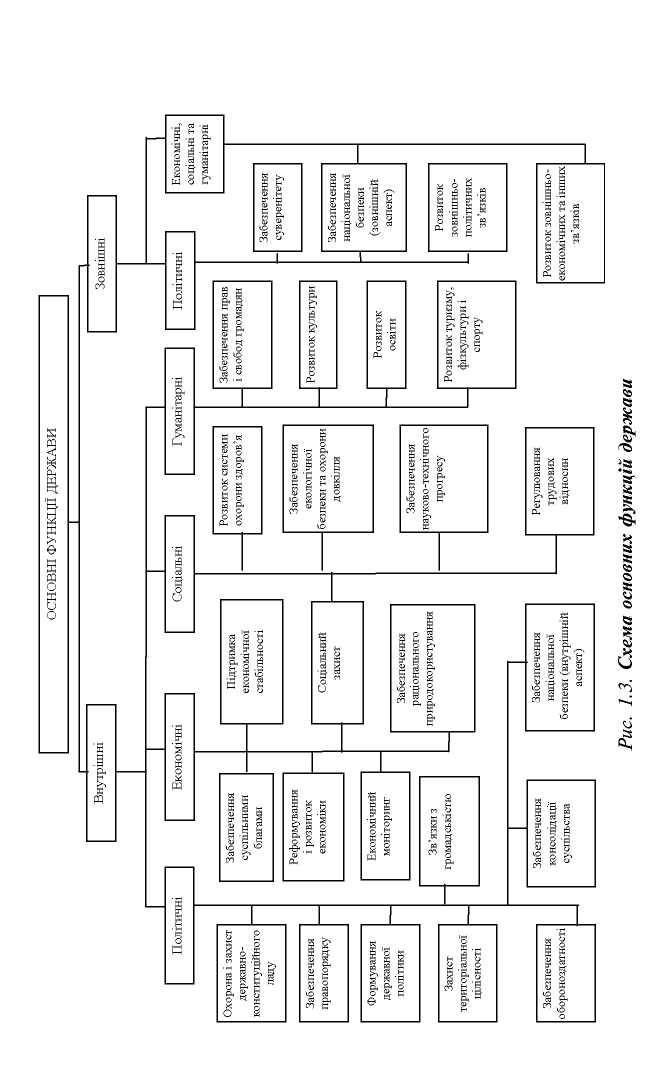 ОСНОВНІ ФУНКЦІЇ ДЕРЖАВИ
Внутрішні
Зовнішні
Політичні
Економічні
Соціальні
Гуманітарні
Політичні
Економічні,
соціальні та
гуманітарні
Охорона і захист
державно-
конституційного
ладу
Забезпечення
правопорядку
Формування
державної
політики
Захист
територіальної
цілісності
Забезпечення
обороноздатності
Зв’язки з
громадськістю
Забезпечення
консолідації
суспільства
Забезпечення
національної
безпеки (внутрішній
аспект)
Забезпечення
суспільними
благами
Реформування
і розвиток
економіки
Економічний
моніторинг
Підтримка
економічної
стабільності
Соціальний
захист
Забезпечення
раціонального
природокористування
Розвиток системи
охорони здоров’я
Забезпечення
екологічної
безпеки та охорони
довкілля
Забезпечення
науково-технічного
прогресу
Регулювання
трудових
відносин
Забезпечення прав
і свобод громадян
Розвиток культури
Розвиток
освіти
Розвиток туризму,
фізкультури і
спорту
Забезпечення
суверенітету
Забезпечення
національної
безпеки
(зовнішній
аспект)
Розвиток
зовнішньо-
політичних
зв’язків
Розвиток зовнішньо-
економічних та інших
зв’язків
Рис. 1.3. Схема основних функцій держави